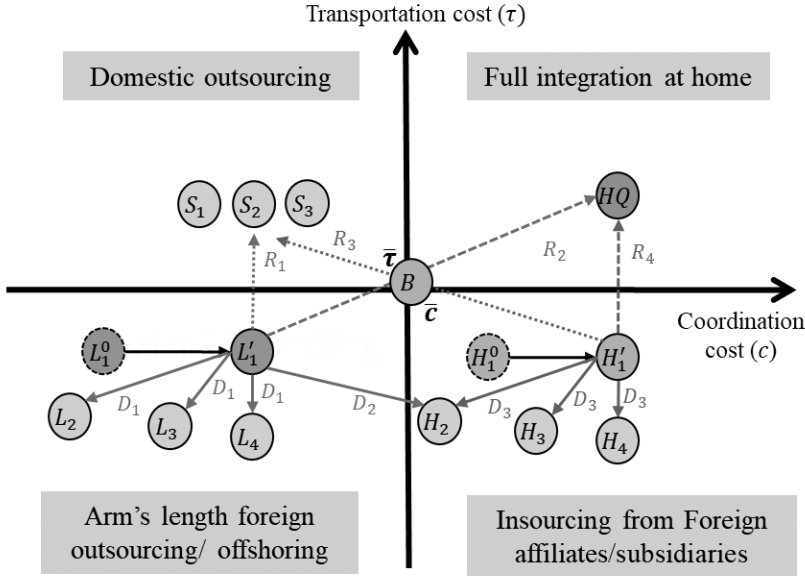 Transportation cost (τ)
Domestic outsourcing
Full integration at home
S₁
S₂
S₃
HQ
R₃
τ̅
R₁
R₂
R₄
B
c̅
Coordination
cost (c)
L₁⁰
L₁′
H₁⁰
H₁′
D₁
D₁
D₁
D₂
D₃
D₃
D₃
L₂
L₃
L₄
H₂
H₃
H₄
Arm’s length foreign
outsourcing/ offshoring
Insourcing from Foreign
affiliates/subsidiaries